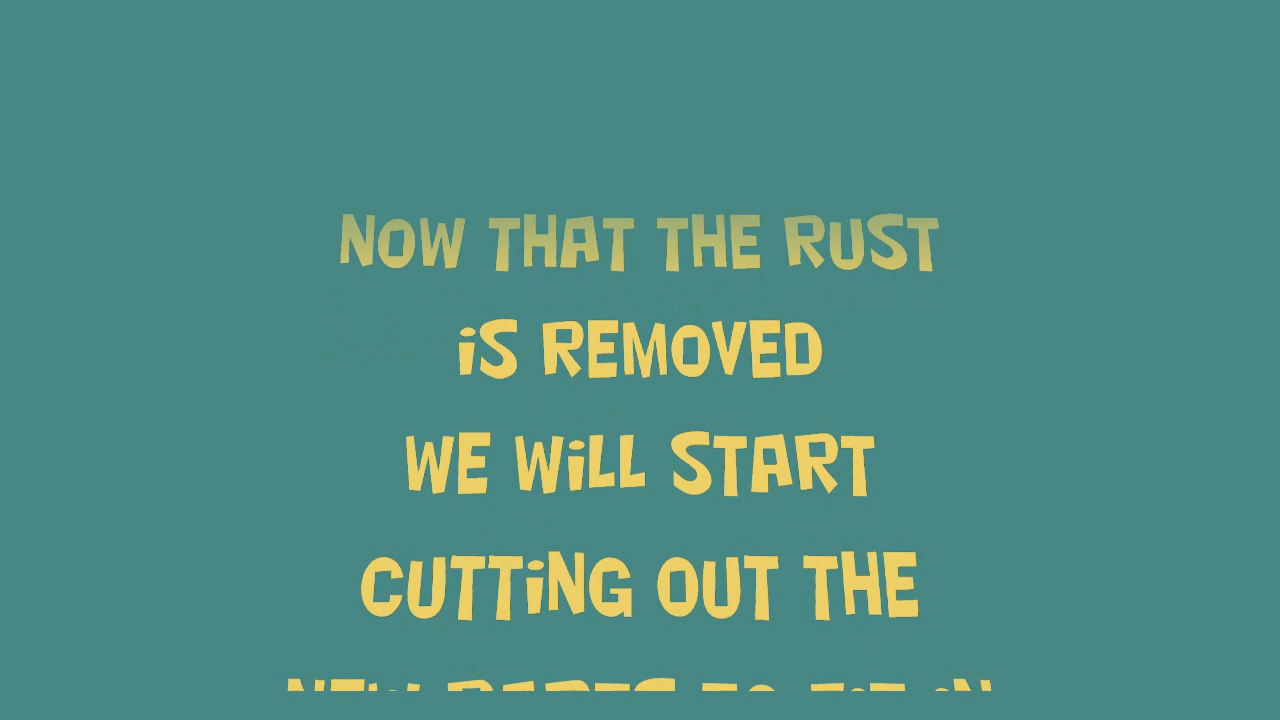 NOW THAT THE RUST
iS REMOVED
WE WiLL START
CUTTiNG OUT THE